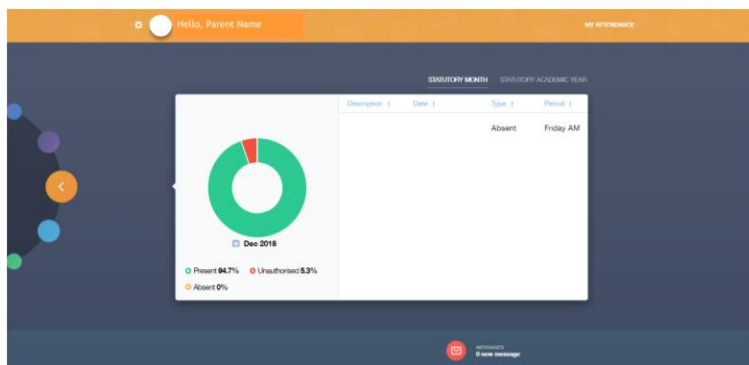 Hello, Parent Name
MY ATTENDANCE
STATUTORY MONTH STATUTORY ACADEMIC YEAR
Description Date Type Period
Absent Friday AM
Dec 2018
Present 94.7% Unauthorised 5.3%
Absent 0%
MESSAGES
0 new message